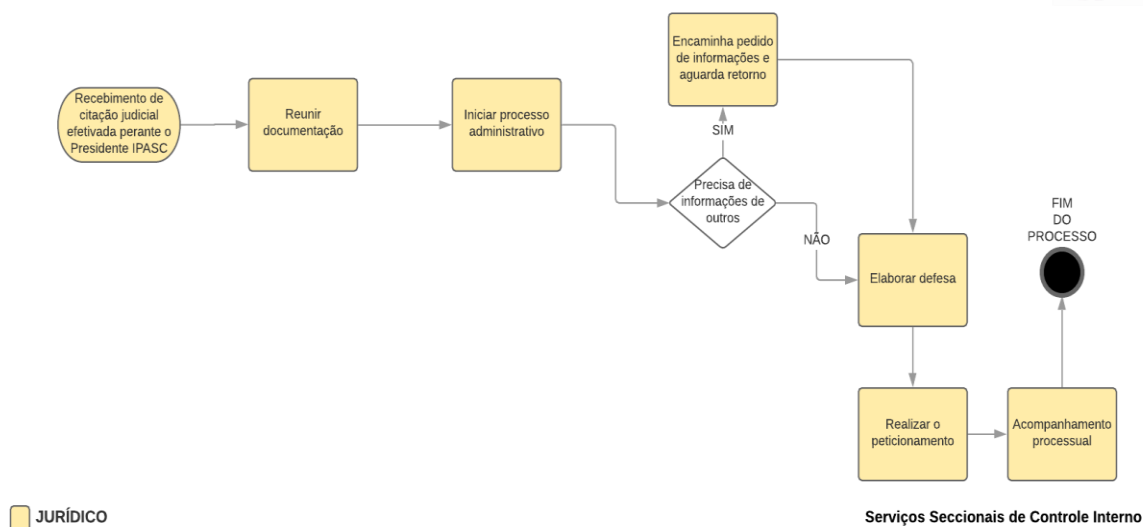 Recebimento de
citação judicial
efetivada perante o
Presidente IPASC
Reunir
documentação
Iniciar processo
administrativo
Encaminha pedido
de informações e
aguarda retorno
SIM
Precisa de
informações de
outros
NÃO
Elaborar defesa
FIM
DO
PROCESSO
Realizar o
peticionamento
Acompanhamento
processual
JURÍDICO
Serviços Seccionais de Controle Interno